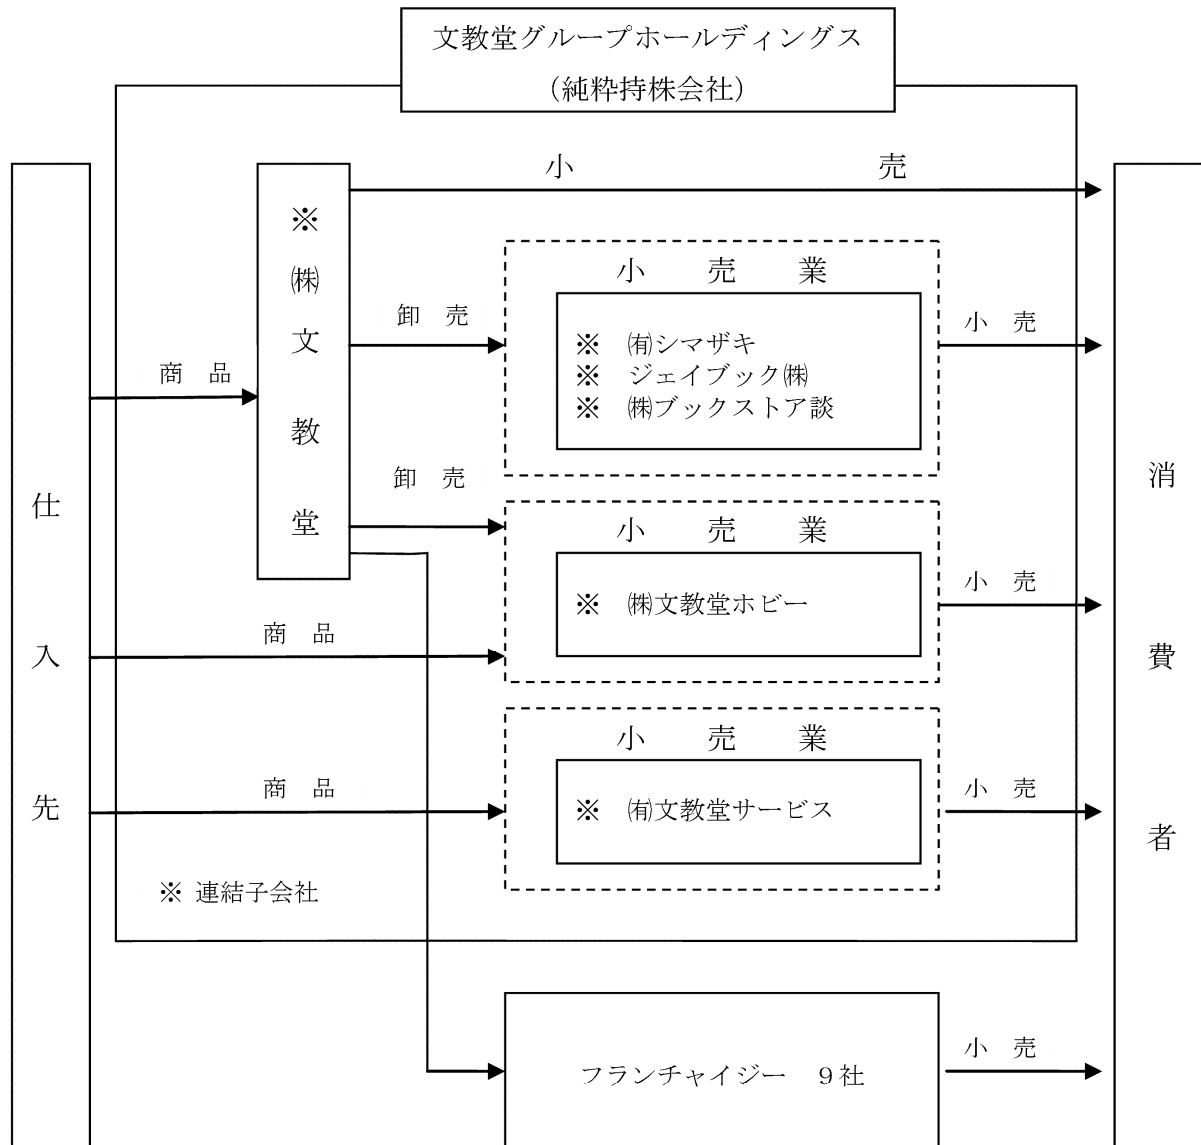 文教堂グループホールディングス
（純粋持株会社）
小　売
仕入先
商　品
※㈱文教堂
卸　売
小　売　業
※　㈲シマザキ
※　ジェイブック㈱
※　㈱ブックストア談
小　売
卸　売
小　売　業
※　㈱文教堂ホビー
小　売
商　品
小　売　業
※　㈲文教堂サービス
商　品
小　売
※ 連結子会社
フランチャイジー　９社
小　売
消費者